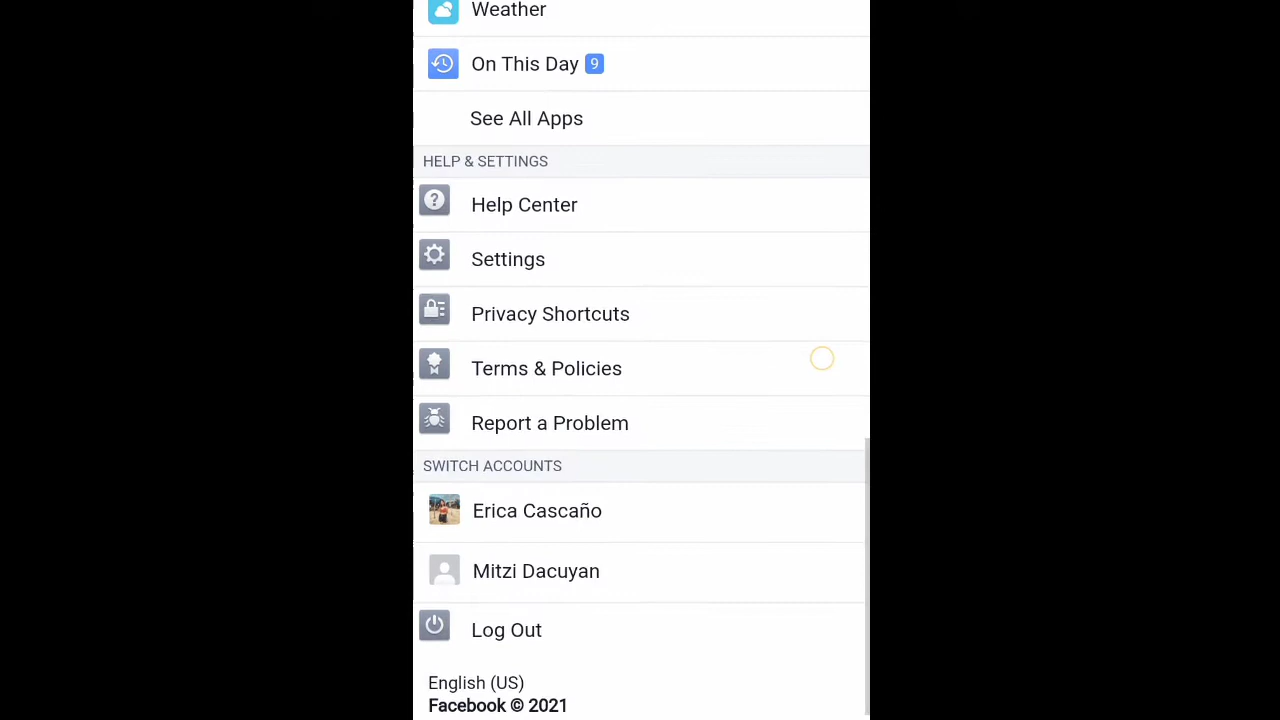 Weather
On This Day 9
See All Apps
HELP & SETTINGS
Help Center
Settings
Privacy Shortcuts
Terms & Policies
Report a Problem
SWITCH ACCOUNTS
Erica Cascaño
Mitzi Dacuyan
Log Out
English (US)
Facebook © 2021